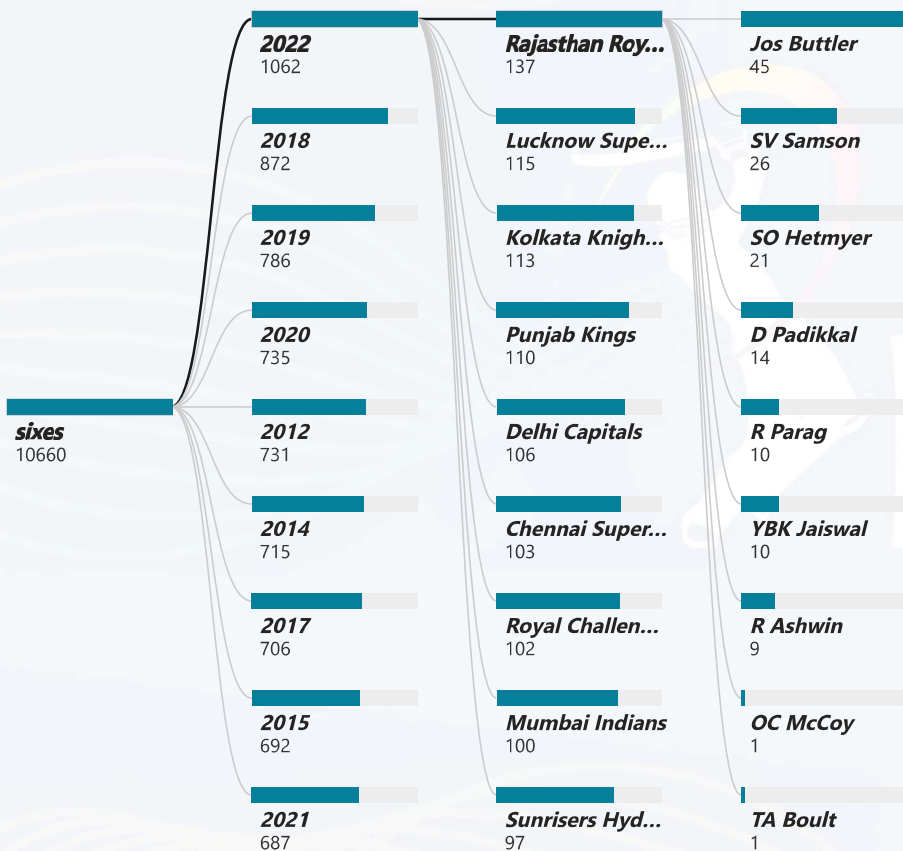 2022
1062
2018
872
2019
786
2020
735
sixes
10660
2012
731
2014
715
2017
706
2015
692
2021
687
Rajasthan Roy...
137
Lucknow Supe...
115
Kolkata Knigh...
113
Punjab Kings
110
Delhi Capitals
106
Chennai Super...
103
Royal Challen...
102
Mumbai Indians
100
Sunrisers Hyd...
97
Jos Buttler
45
SV Samson
26
SO Hetmyer
21
D Padikkal
14
R Parag
10
YBK Jaiswal
10
R Ashwin
9
OC McCoy
1
TA Boult
1